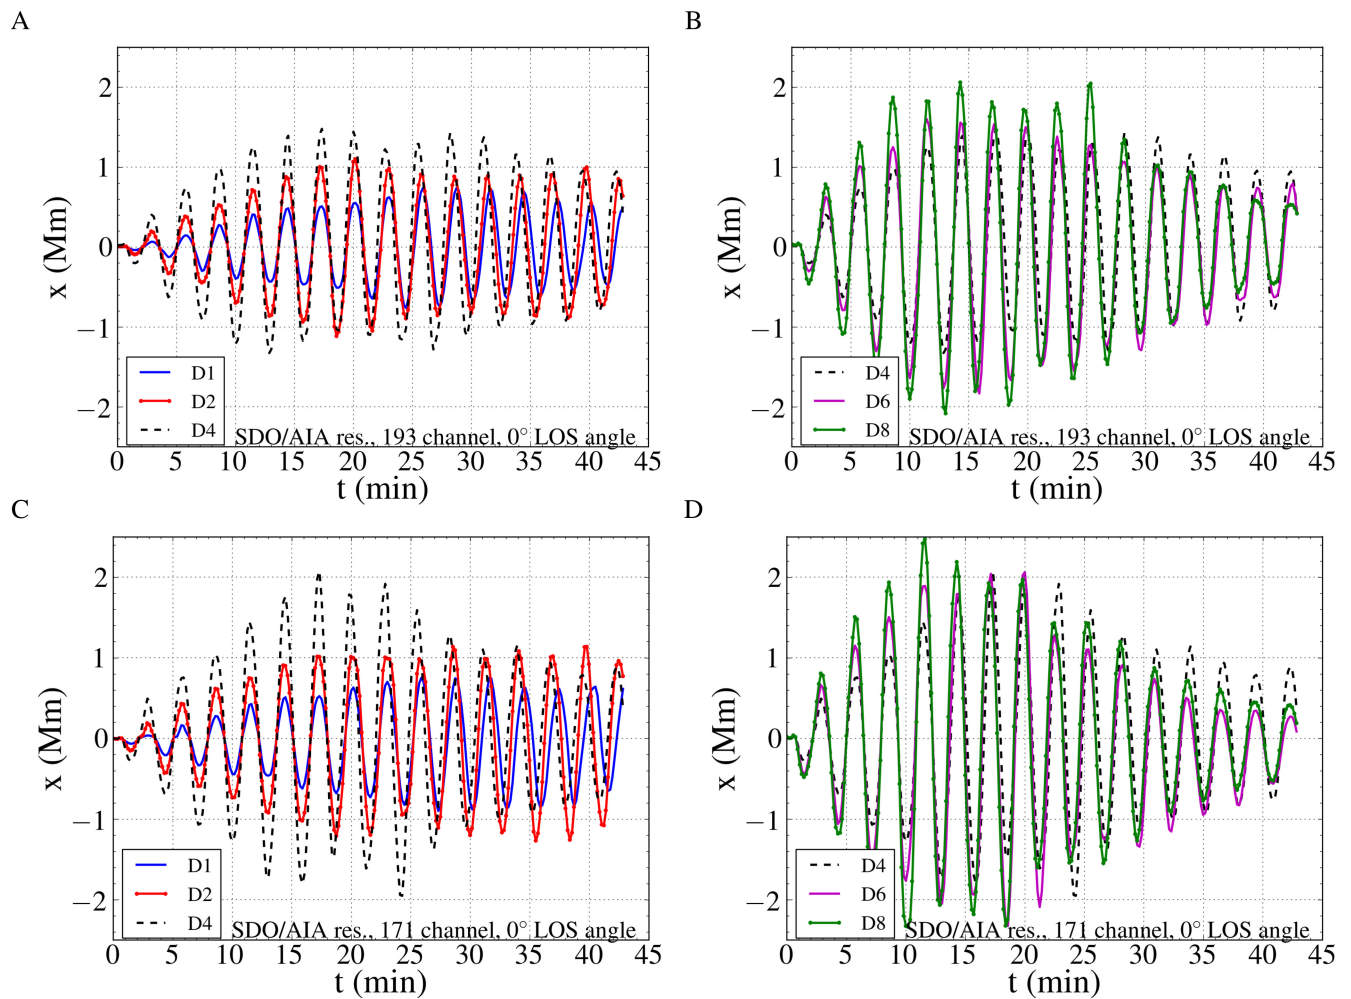 A
x (Mm)
2
1
0
−1
−2
D1
D2
D4
SDO/AIA res., 193 channel, 0° LOS angle
0 5 10 15 20 25 30 35 40 45
t (min)
B
x (Mm)
2
1
0
−1
−2
D4
D6
D8
SDO/AIA res., 193 channel, 0° LOS angle
0 5 10 15 20 25 30 35 40 45
t (min)
C
x (Mm)
2
1
0
−1
−2
D1
D2
D4
SDO/AIA res., 171 channel, 0° LOS angle
0 5 10 15 20 25 30 35 40 45
t (min)
D
x (Mm)
2
1
0
−1
−2
D4
D6
D8
SDO/AIA res., 171 channel, 0° LOS angle
0 5 10 15 20 25 30 35 40 45
t (min)